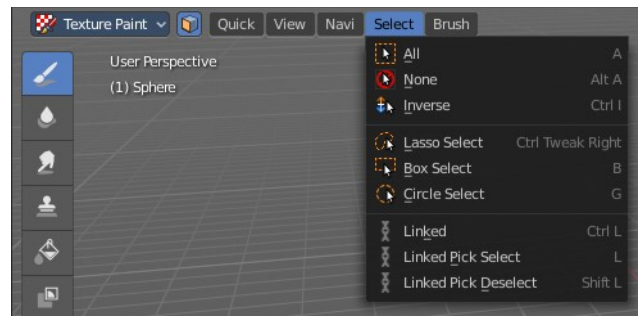 Texture Paint Quick View Navi Select Brush
User Perspective
(1) Sphere
All A
None Alt A
Inverse Ctrl I
Lasso Select Ctrl Tweak Right
Box Select B
Circle Select G
Linked Ctrl L
Linked Pick Select L
Linked Pick Deselect Shift L